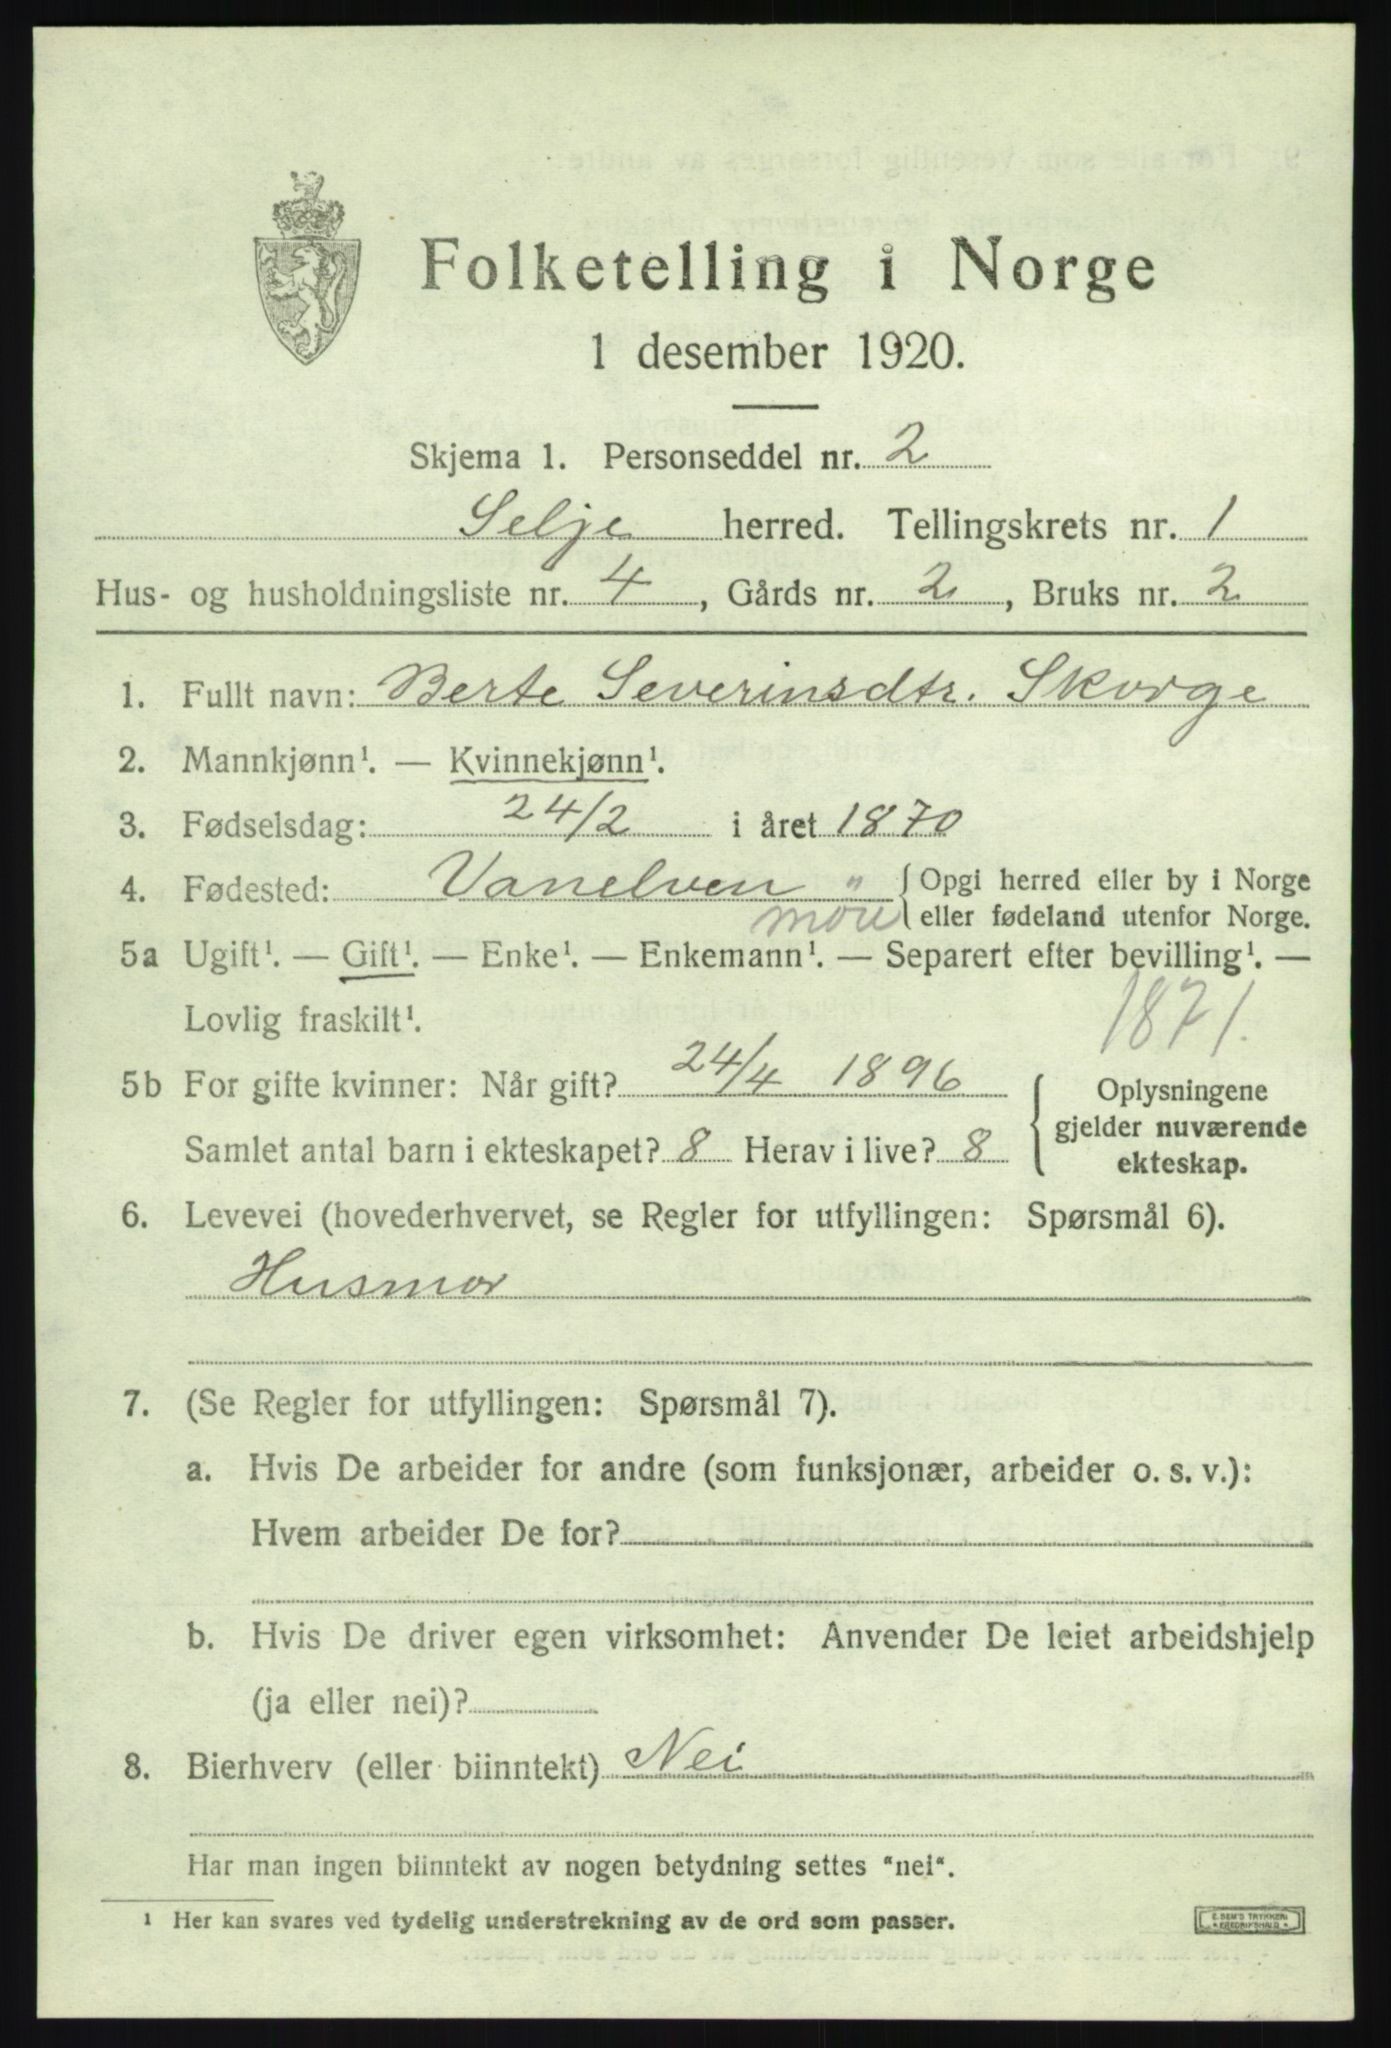 Folketelling i Norge
1 desember 1920.
Skjema 1. Personseddel nr. 2
Selje herred. Tellingskrets nr. 1
Hus- og husholdningsliste nr. 4, Gårds nr. 2, Bruks nr. 2
1. Fullt navn: Berte Severinsdtr. Skorge
2. Mannkjønn¹. — Kvinnekjønn¹.
3. Fødselsdag: 24/2 i året 1870
4. Fødested: Vanelven " { Opgi herred eller by i Norge
møre eller fødeland utenfor Norge.
5a Ugift¹. — Gift¹. — Enke¹. — Enkemann¹. — Separert efter bevilling¹. —
Lovlig fraskilt¹. 1871.
5b For gifte kvinner: Når gift? 24/4 1896 { Oplysningene
gjelder nuværende
Samlet antal barn i ekteskapet? 8 Herav i live? 8 ekteskap.
6. Levevei (hovederhvervet, se Regler for utfyllingen: Spørsmål 6).
Husmor
7. (Se Regler for utfyllingen: Spørsmål 7).
a. Hvis De arbeider for andre (som funksjonær, arbeider o. s. v.):
Hvem arbeider De for?
b. Hvis De driver egen virksomhet: Anvender De leiet arbeidshjelp
(ja eller nei)?
8. Bierhverv (eller biinntekt) Nei
Har man ingen biinntekt av nogen betydning settes "nei".
¹ Her kan svares ved tydelig understrekning av de ord som passer.
E. SEM'S TRYKKERI
FREDRIKSHALD